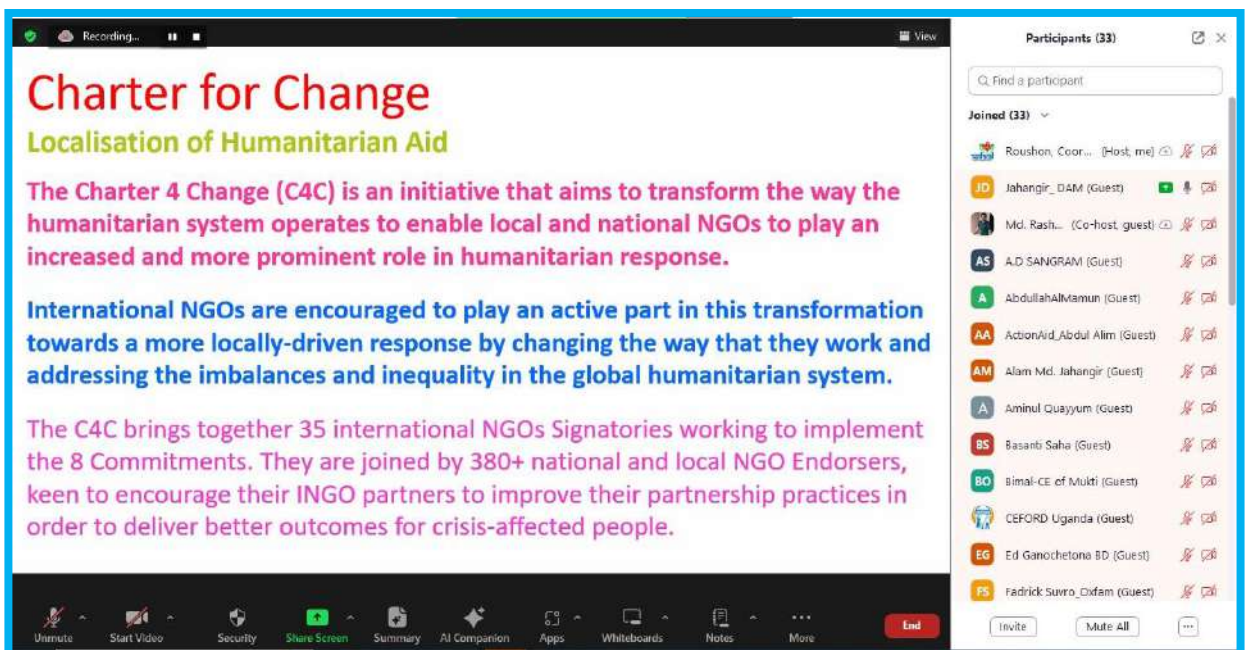 Recording...
View
Charter for Change
Localisation of Humanitarian Aid
The Charter 4 Change (C4C) is an initiative that aims to transform the way the
humanitarian system operates to enable local and national NGOs to play an
increased and more prominent role in humanitarian response.
International NGOs are encouraged to play an active part in this transformation
towards a more locally-driven response by changing the way that they work and
addressing the imbalances and inequality in the global humanitarian system.
The C4C brings together 35 international NGOs Signatories working to implement
the 8 Commitments. They are joined by 380+ national and local NGO Endorsers,
keen to encourage their INGO partners to improve their partnership practices in
order to deliver better outcomes for crisis-affected people.
Unmute
Start Video
Security
Share Screen
Summary
AI Companion
Apps
Whiteboards
Notes
More
End
Participants (33)
Find a participant
Joined (33)
Roushon, Coor... (Host, me)
JD Jahangir_ DAM (Guest)
Md. Rash... (Co-host, guest)
AS A.D SANGRAM (Guest)
A AbdullahAlMamun (Guest)
AA ActionAid_Abdul Alim (Guest)
AM Alam Md. Jahangir (Guest)
A Aminul Quayyum (Guest)
BS Basanti Saha (Guest)
BO Bimal-CE of Mukti (Guest)
CEFORD Uganda (Guest)
EG Ed Ganochetona BD (Guest)
FS Fadrick Suvro_Oxfam (Guest)
Invite
Mute All